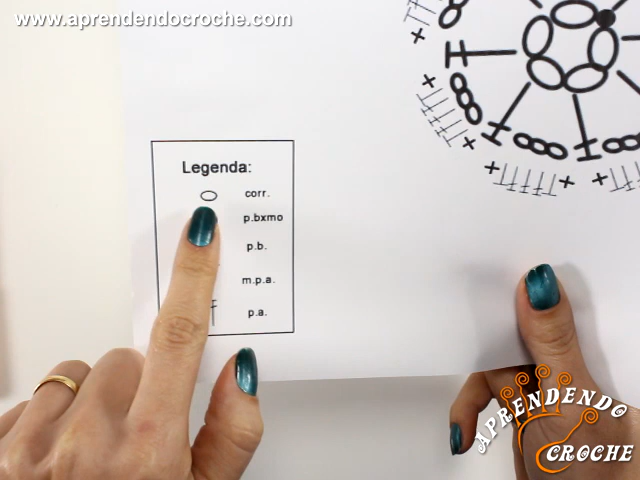 www.aprendendocroche.com
Legenda:
corr.
p.bxmo
p.b.
m.p.a.
p.a.
APRENDENDO
CROCHE